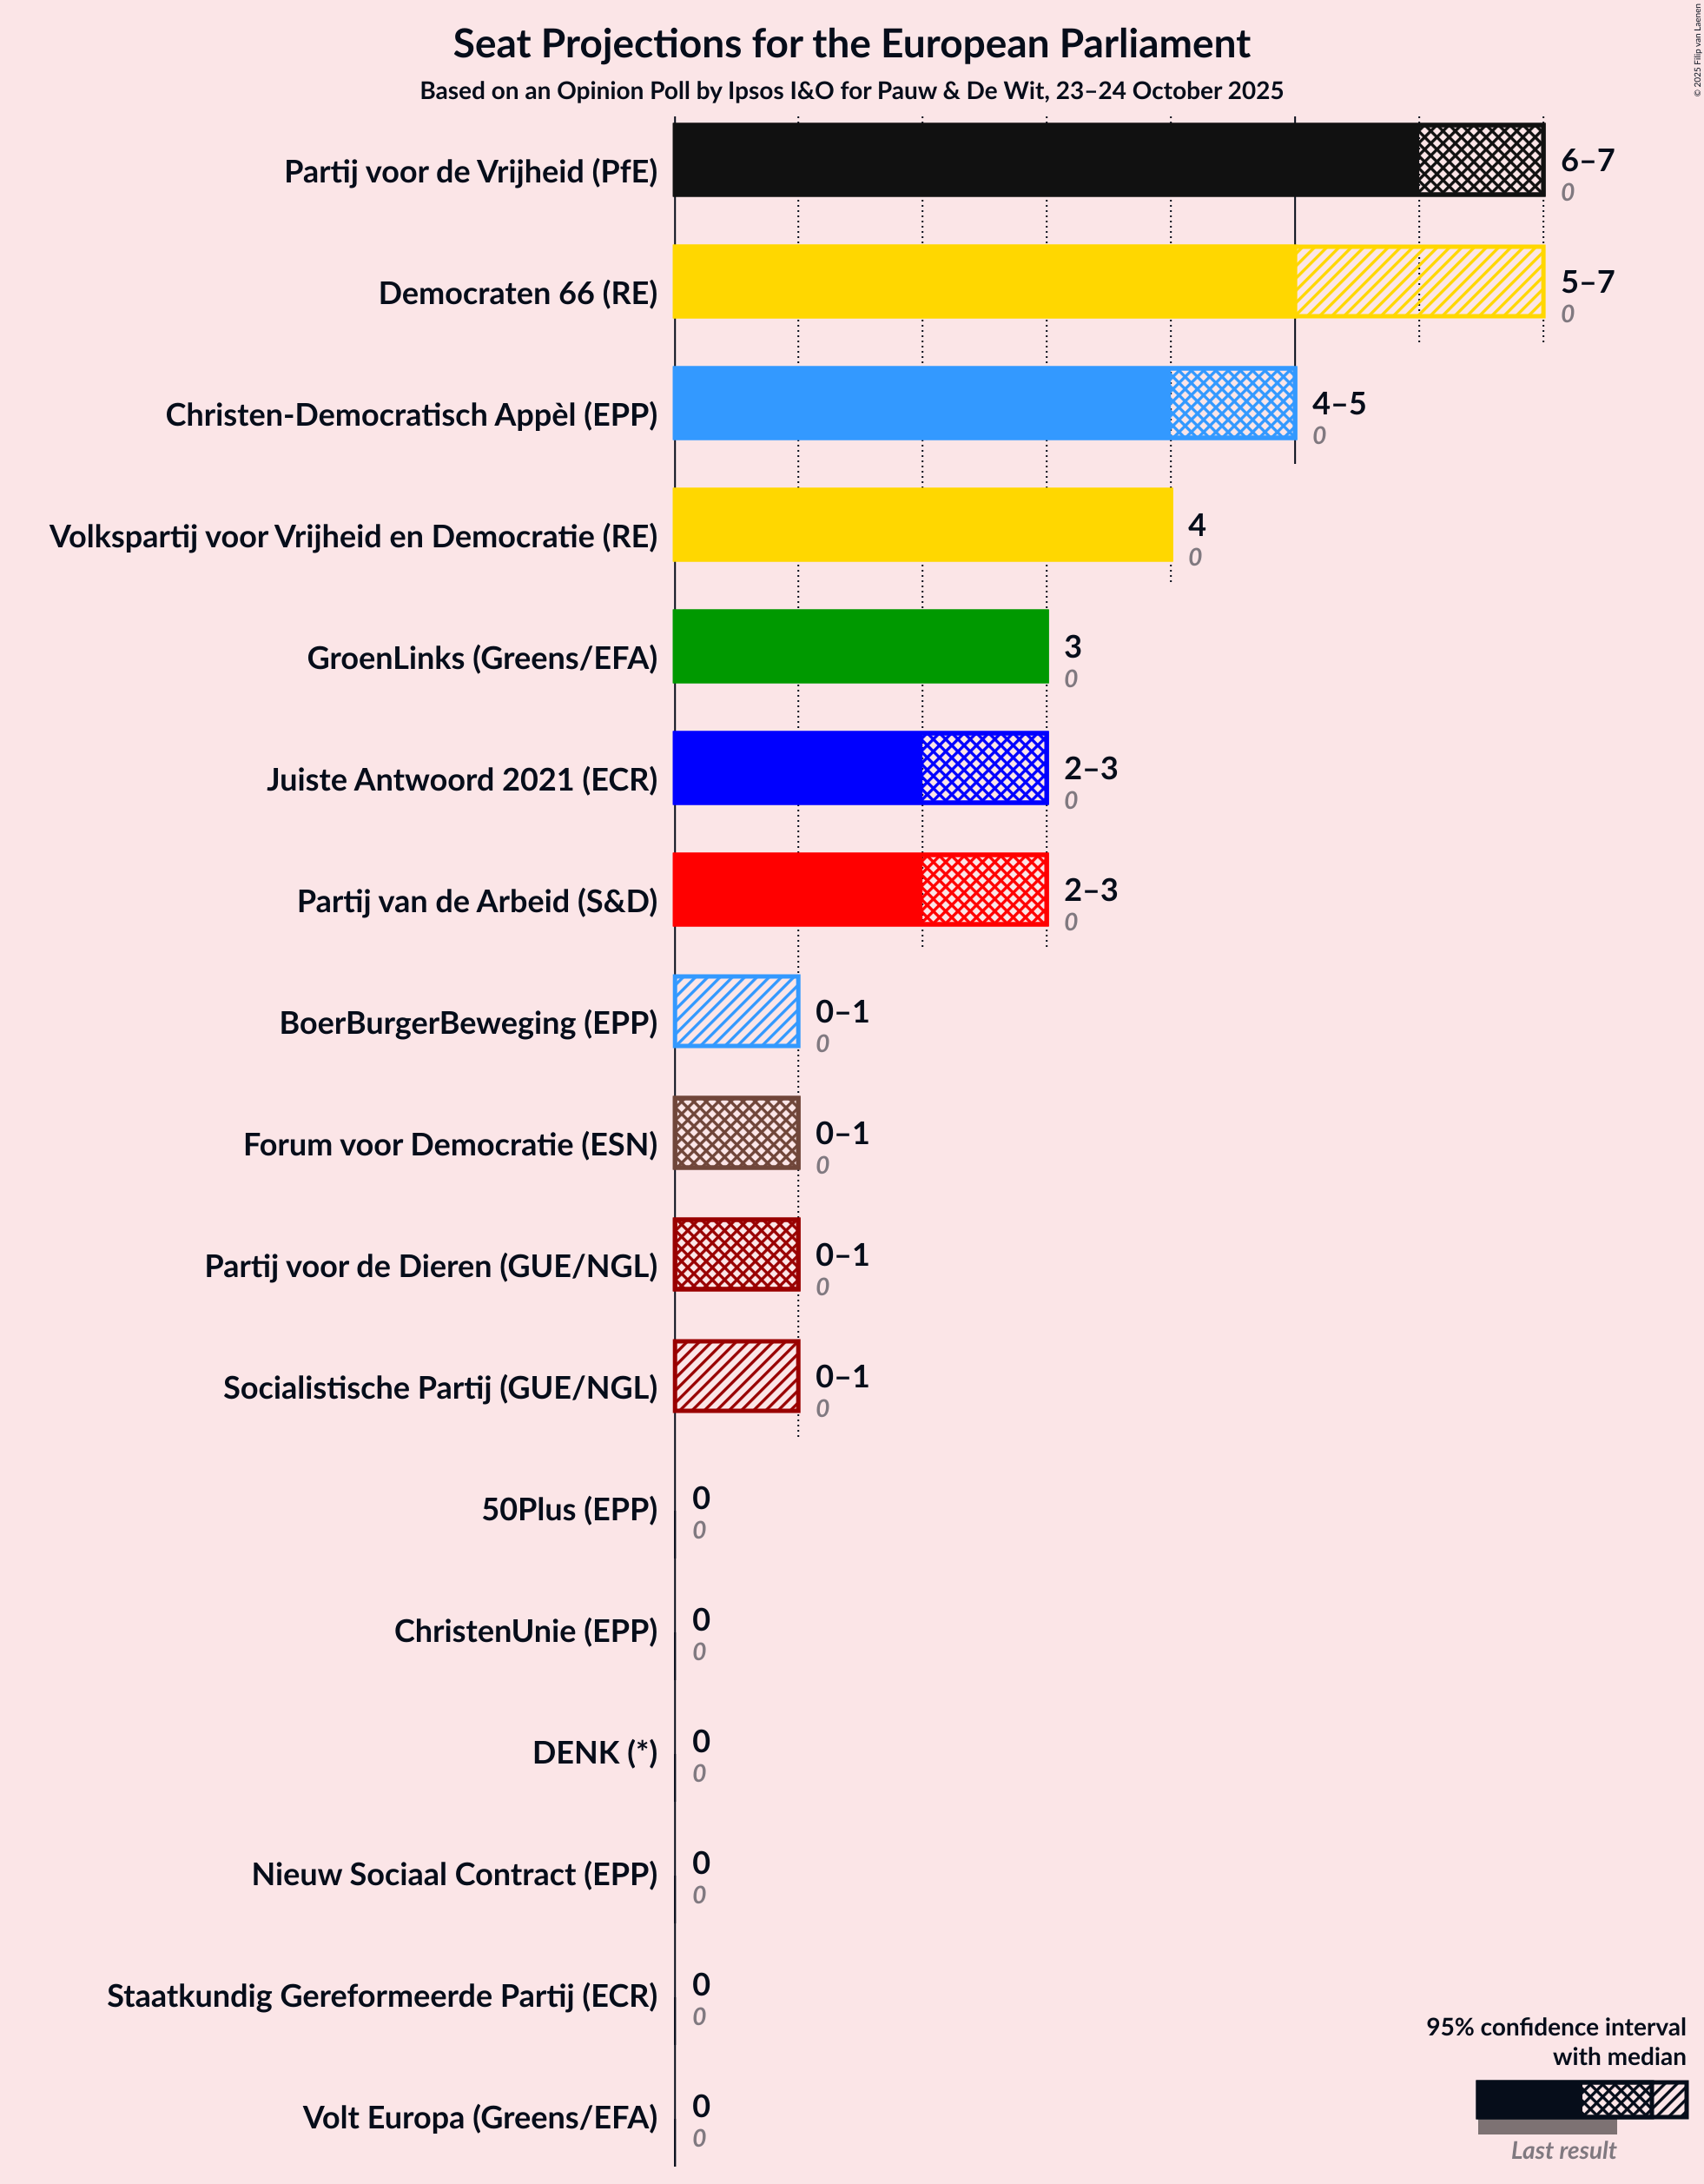 Seat Projections for the European Parliament
Based on an Opinion Poll by Ipsos I&O for Pauw & De Wit, 23–24 October 2025
© 2025 Filip van Laenen
Partij voor de Vrijheid (PfE)
6–7
0
Democraten 66 (RE)
5–7
0
Christen-Democratisch Appèl (EPP)
4–5
0
Volkspartij voor Vrijheid en Democratie (RE)
4
0
GroenLinks (Greens/EFA)
3
0
Juiste Antwoord 2021 (ECR)
2–3
0
Partij van de Arbeid (S&D)
2–3
0
BoerBurgerBeweging (EPP)
0–1
0
Forum voor Democratie (ESN)
0–1
0
Partij voor de Dieren (GUE/NGL)
0–1
0
Socialistische Partij (GUE/NGL)
0–1
0
50Plus (EPP)
0
0
ChristenUnie (EPP)
0
0
DENK (*)
0
0
Nieuw Sociaal Contract (EPP)
0
0
Staatkundig Gereformeerde Partij (ECR)
0
0
Volt Europa (Greens/EFA)
0
0
95% confidence interval
with median
Last result